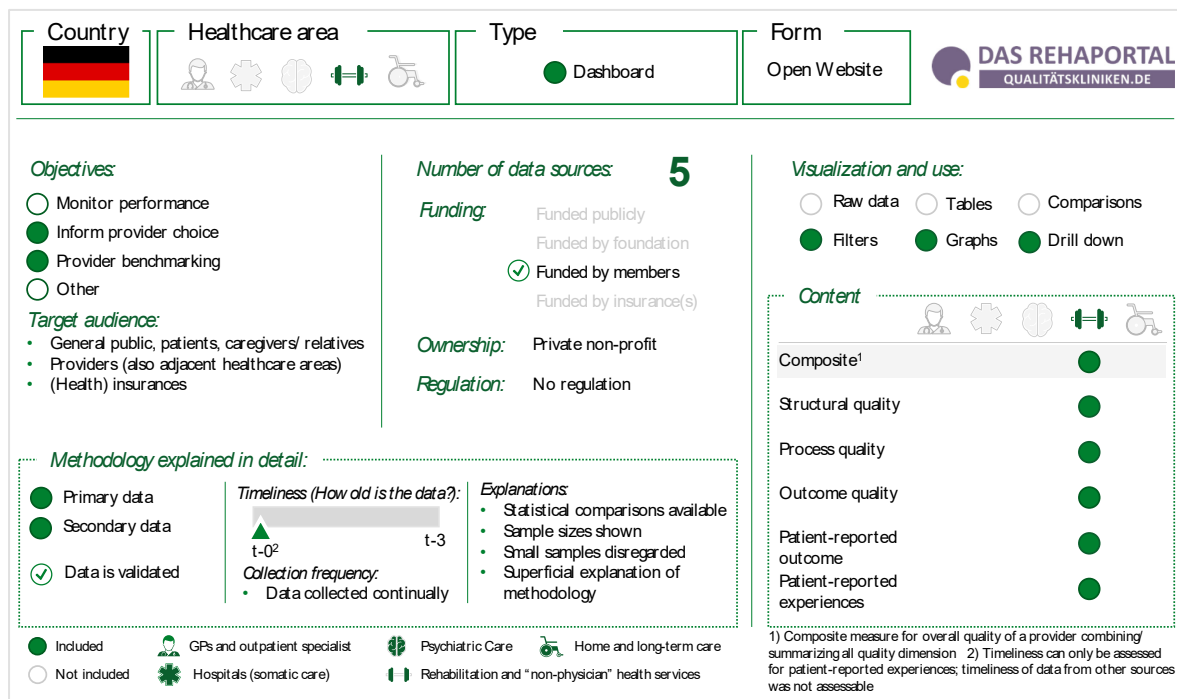 Country
Healthcare area
Type
Dashboard
Form
Open Website
DAS REHAPORTAL
QUALITÄTSKLINIKEN.DE
Objectives:
Monitor performance
Inform provider choice
Provider benchmarking
Other
Target audience:
• General public, patients, caregivers/ relatives
• Providers (also adjacent healthcare areas)
• (Health) insurances
Number of data sources: 5
Funding:
Funded publicly
Funded by foundation
Funded by members
Funded by insurance(s)
Ownership: Private non-profit
Regulation: No regulation
Visualization and use:
Raw data Tables Comparisons
Filters Graphs Drill down
Content
Composite1
Structural quality
Process quality
Outcome quality
Patient-reported
outcome
Patient-reported
experiences
Methodology explained in detail:
Primary data
Secondary data
Data is validated
Timeliness (How old is the data?):
t-0²
t-3
Collection frequency:
• Data collected continually
Explanations:
• Statistical comparisons available
• Sample sizes shown
• Small samples disregarded
• Superficial explanation of
methodology
Included
GPs and outpatient specialist
Psychiatric Care
Home and long-term care
Not included
Hospitals (somatic care)
Rehabilitation and “non-physician” health services
1) Composite measure for overall quality of a provider combining/
summarizing all quality dimension 2) Timeliness can only be assessed
for patient-reported experiences; timeliness of data from other sources
was not assessable